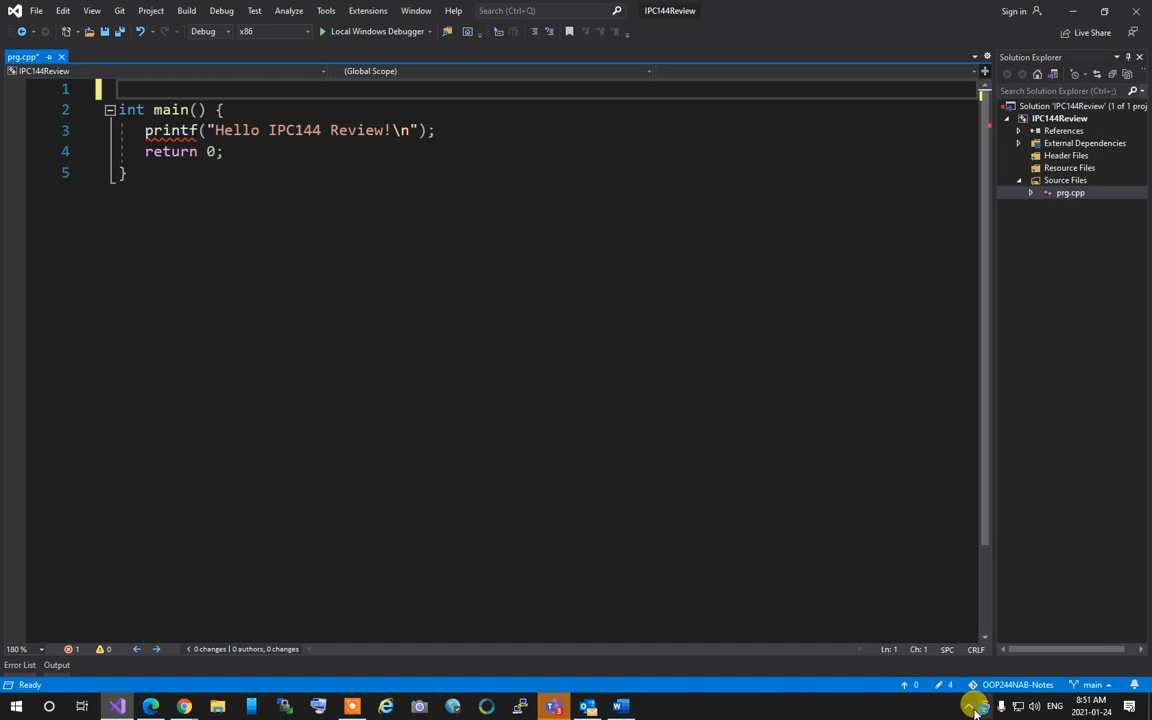 File Edit View Git Project Build Debug Test Analyze Tools Extensions Window Help Search (Ctrl+Q) IPC144Review Sign in
Debug x86 Local Windows Debugger Live Share
prg.cpp* Solution Explorer
IPC144Review (Global Scope)
1
2 int main() {
3 printf("Hello IPC144 Review!\n");
4 return 0;
5 }
Search Solution Explorer (Ctrl+;)
Solution 'IPC144Review' (1 of 1 proj
IPC144Review
References
External Dependencies
Header Files
Resource Files
Source Files
prg.cpp
180 % 1 0 0 changes | 0 authors, 0 changes Ln: 1 Ch: 1 SPC CRLF
Error List Output
Ready 0 4 OOP244NAB-Notes main
ENG 8:51 AM
2021-01-24